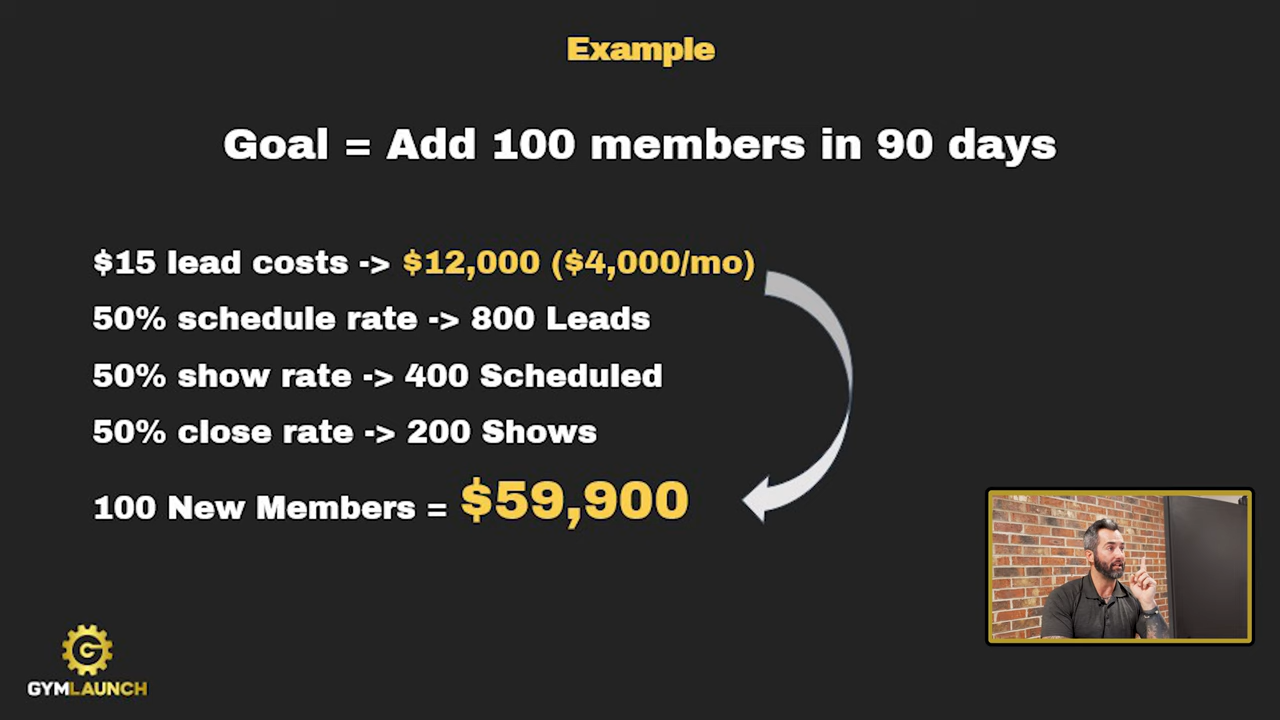 Example
Goal = Add 100 members in 90 days
$15 lead costs -> $12,000 ($4,000/mo)
50% schedule rate -> 800 Leads
50% show rate -> 400 Scheduled
50% close rate -> 200 Shows
100 New Members = $59,900
G
GYMLAUNCH